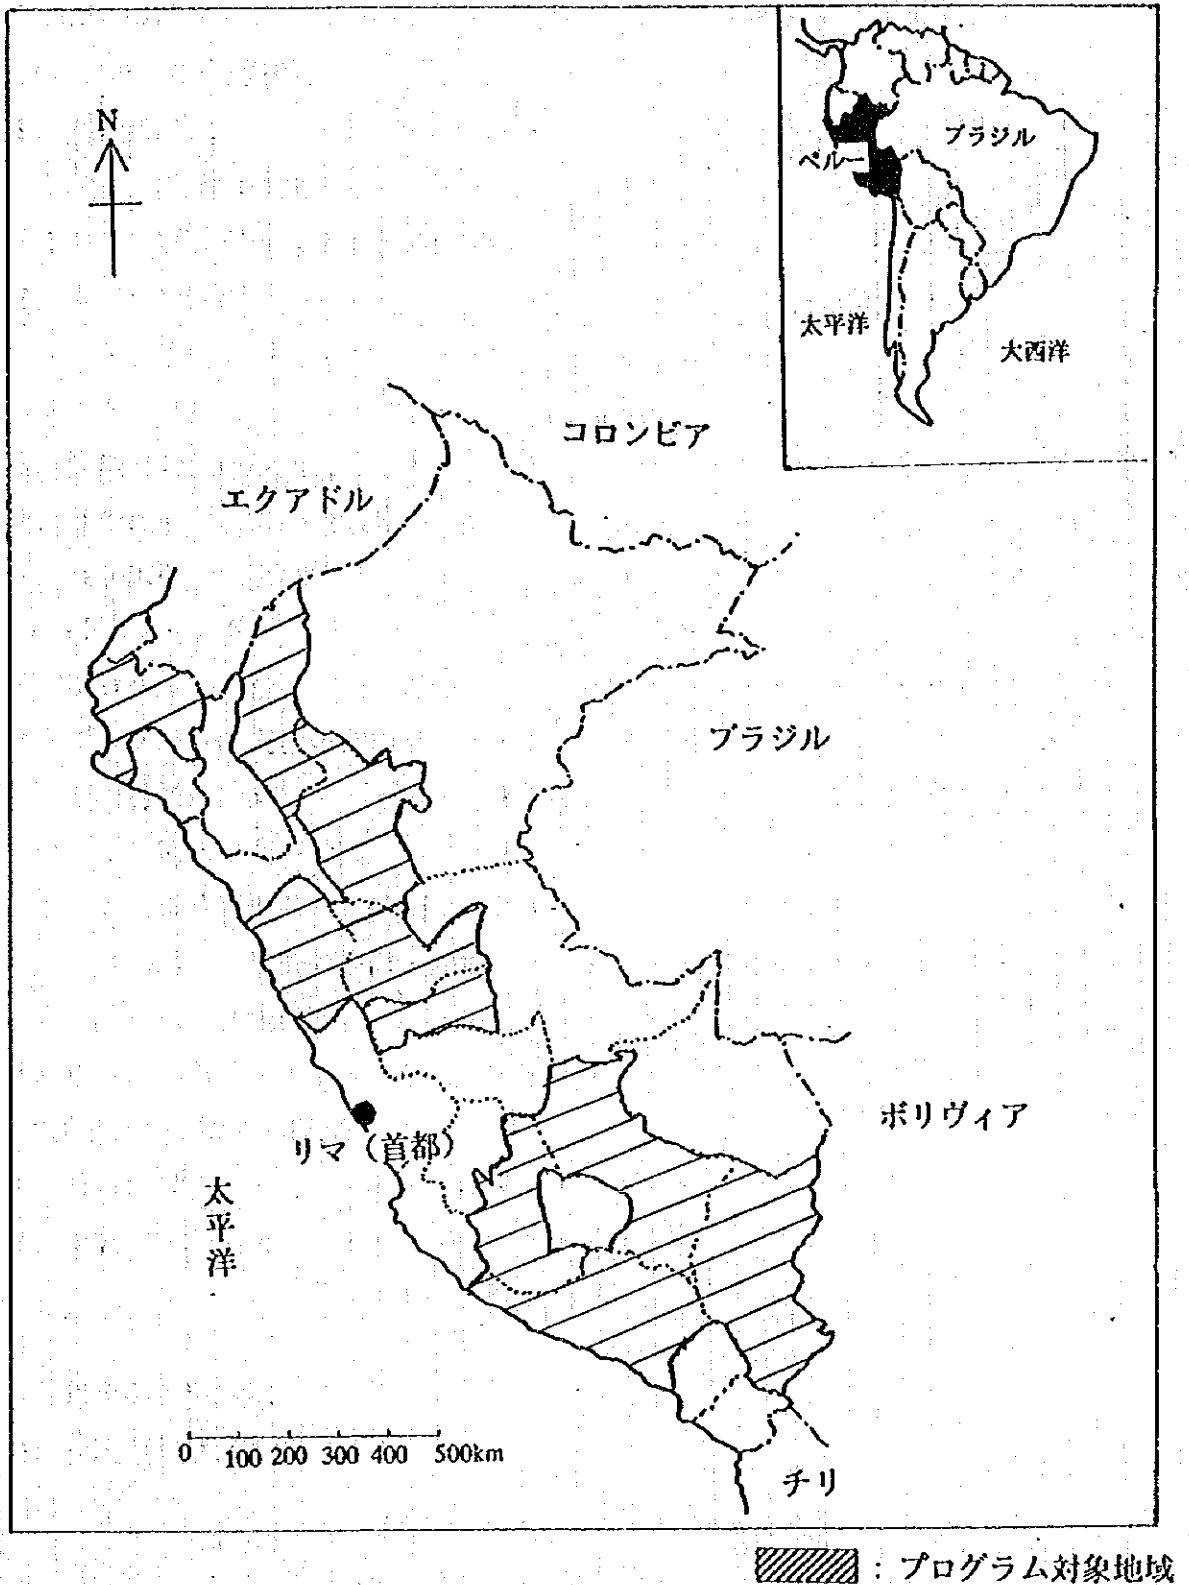 N
ブラジル
ペルー
太平洋
大西洋
コロンビア
エクアドル
ブラジル
ボリヴィア
リマ（首都）
太平洋
0 100 200 300 400 500km
チリ
：プログラム対象地域